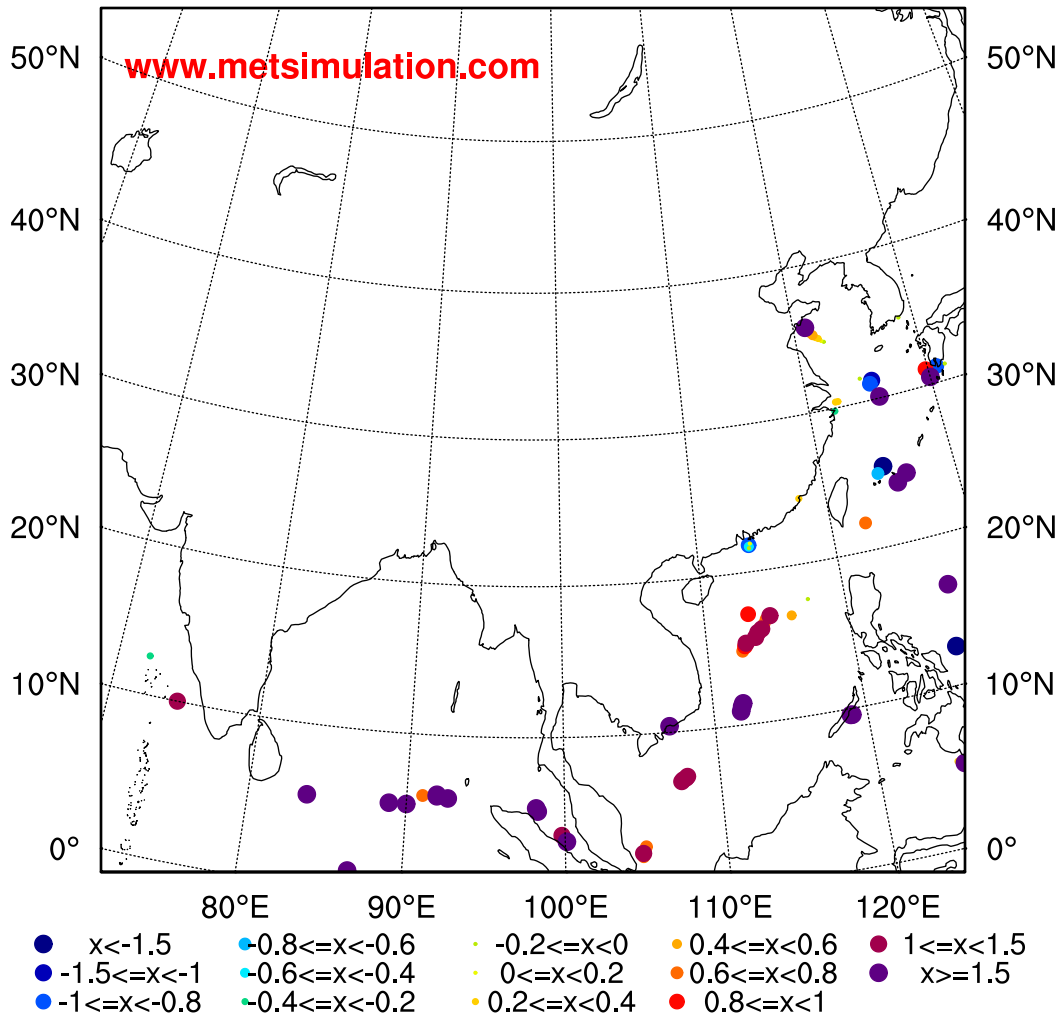 www.metsimulation.com
50°N 50°N
40°N 40°N
30°N 30°N
20°N 20°N
10°N 10°N
0° 0°
80°E 90°E 100°E 110°E 120°E
x<-1.5 -0.8<=x<-0.6 -0.2<=x<0 0.4<=x<0.6 1<=x<1.5
-1.5<=x<-1 -0.6<=x<-0.4 0<=x<0.2 0.6<=x<0.8 x>=1.5
-1<=x<-0.8 -0.4<=x<-0.2 0.2<=x<0.4 0.8<=x<1